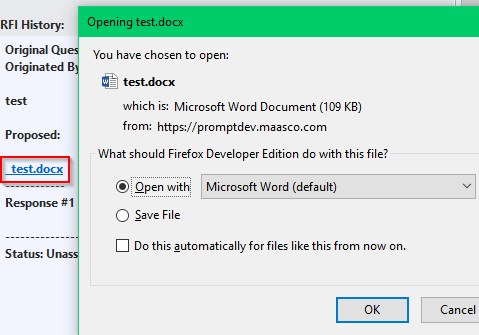 RFI History:
Original Ques
Originated By
test
Proposed:
test.docx
------------
Response #1
------------
Status: Unass
Opening test.docx
You have chosen to open:
test.docx
which is: Microsoft Word Document (109 KB)
from: https://promptdev.maasco.com
What should Firefox Developer Edition do with this file?
Open with Microsoft Word (default)
Save File
Do this automatically for files like this from now on.
OK Cancel